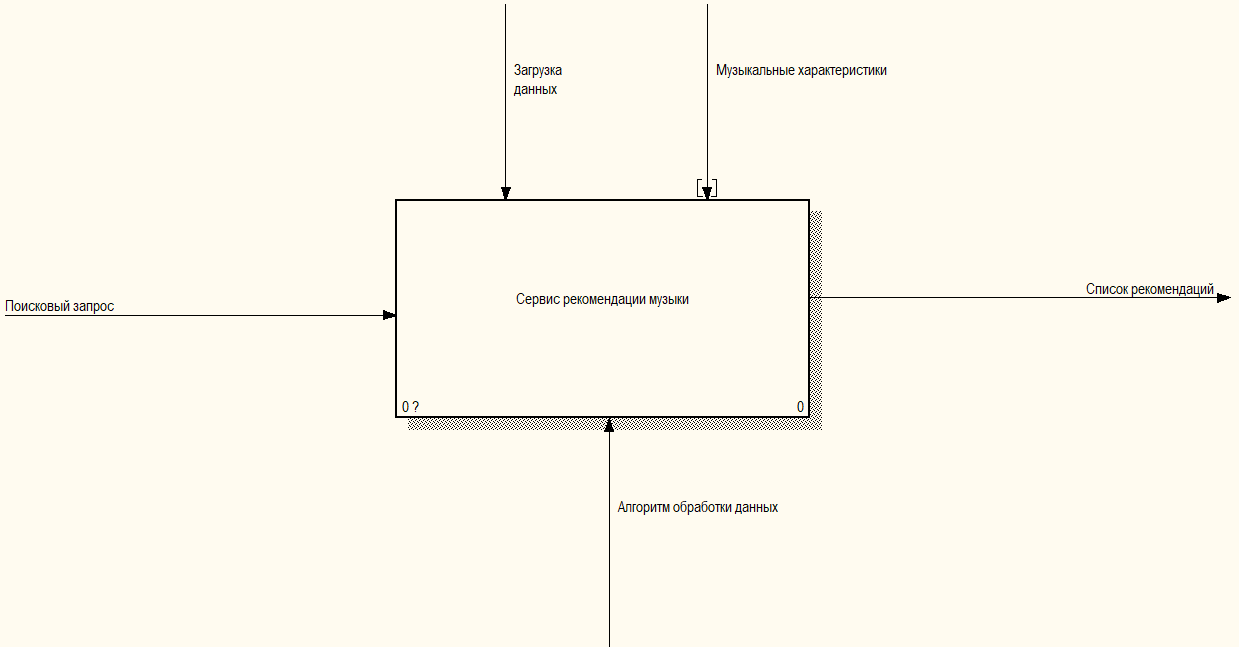 Загрузка
данных
Музыкальные характеристики
Поисковый запрос
Сервис рекомендации музыки
Список рекомендаций
0 ?
0
Алгоритм обработки данных